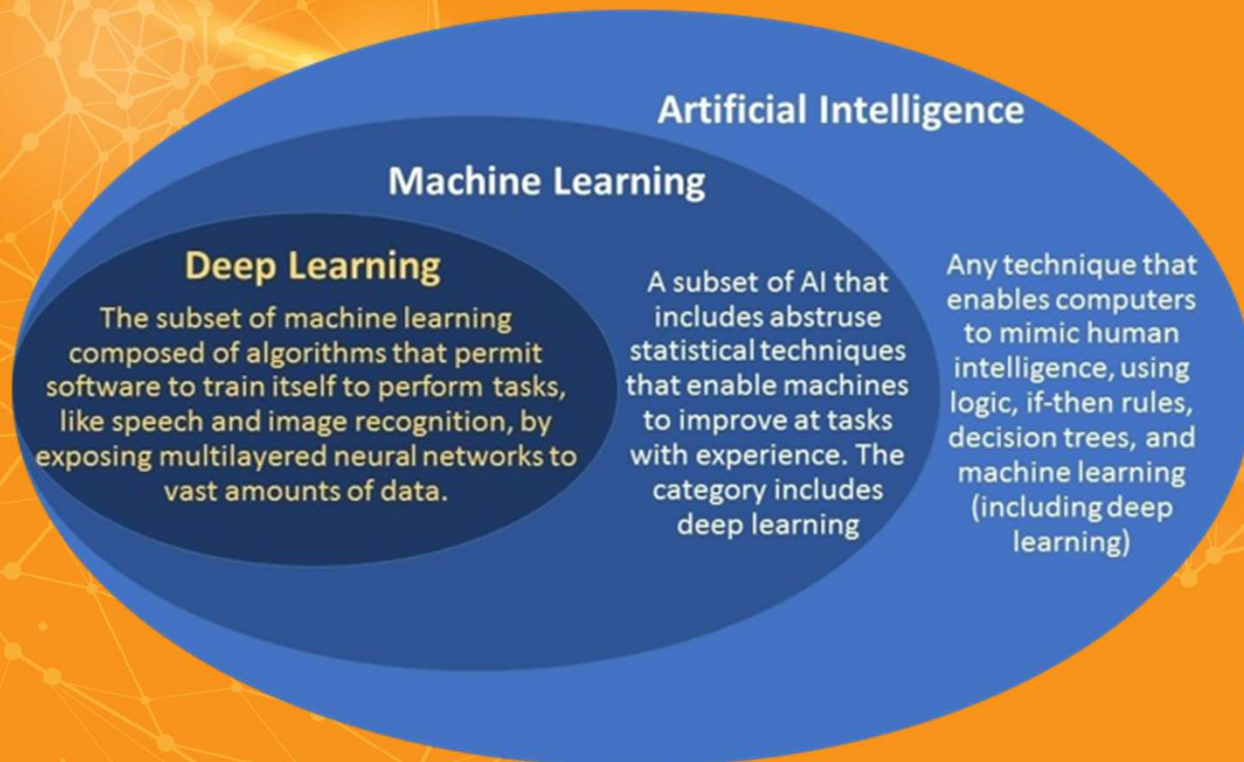 Artificial Intelligence
Machine Learning
Deep Learning
The subset of machine learning
composed of algorithms that permit
software to train itself to perform tasks,
like speech and image recognition, by
exposing multilayered neural networks to
vast amounts of data.
A subset of AI that
includes abstruse
statistical techniques
that enable machines
to improve at tasks
with experience. The
category includes
deep learning
Any technique that
enables computers
to mimic human
intelligence, using
logic, if-then rules,
decision trees, and
machine learning
(including deep
learning)